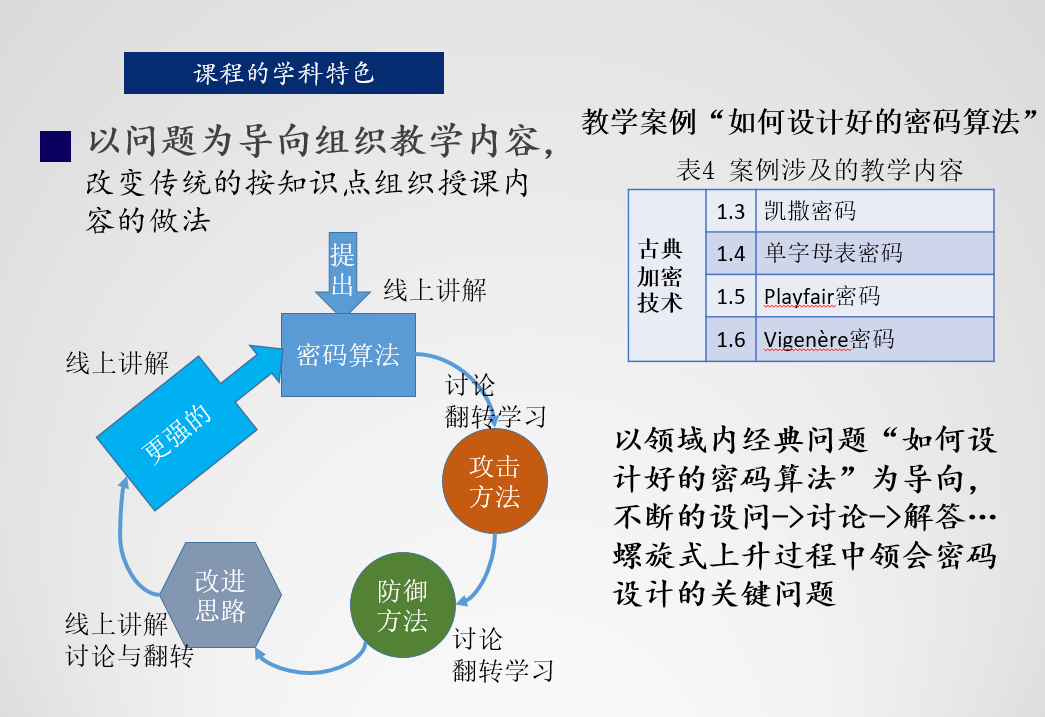 课程的学科特色
以问题为导向组织教学内容，
改变传统的按知识点组织授课内
容的做法
提
出
线上讲解
密码算法
线上讲解
更强的
讨论
翻转学习
攻击
方法
防御
方法
讨论
翻转学习
改进
思路
线上讲解
讨论与翻转
教学案例“如何设计好的密码算法”
表4 案例涉及的教学内容
古典
加密
技术
1.3 凯撒密码
1.4 单字母表密码
1.5 Playfair密码
1.6 Vigenère密码
以领域内经典问题“如何设
计好的密码算法”为导向，
不断的设问->讨论->解答…
螺旋式上升过程中领会密码
设计的关键问题